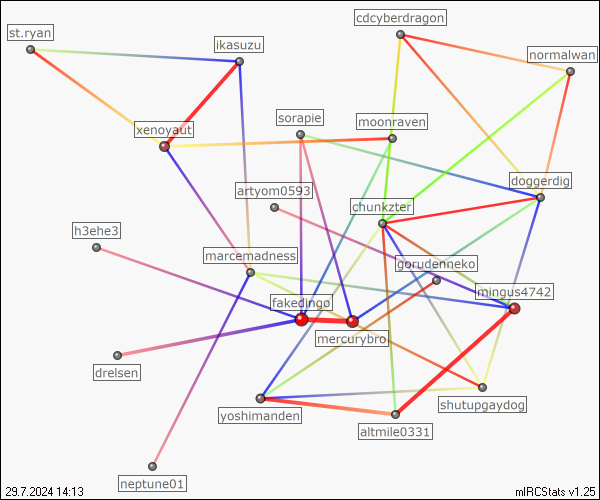 cdcyberdragon
st.ryan
ikasuzu
normalwan
sorapie
moonraven
xenoyaut
doggerdig
artyom0593
chunkzter
h3ehe3
marcemadness
gourdenneko
mingus4742
fakedingo
mercurybro
drelsen
shutupgaydog
yoshimanden
altmile0331
neptune01
29.7.2024 14:13
mIRCStats v1.25